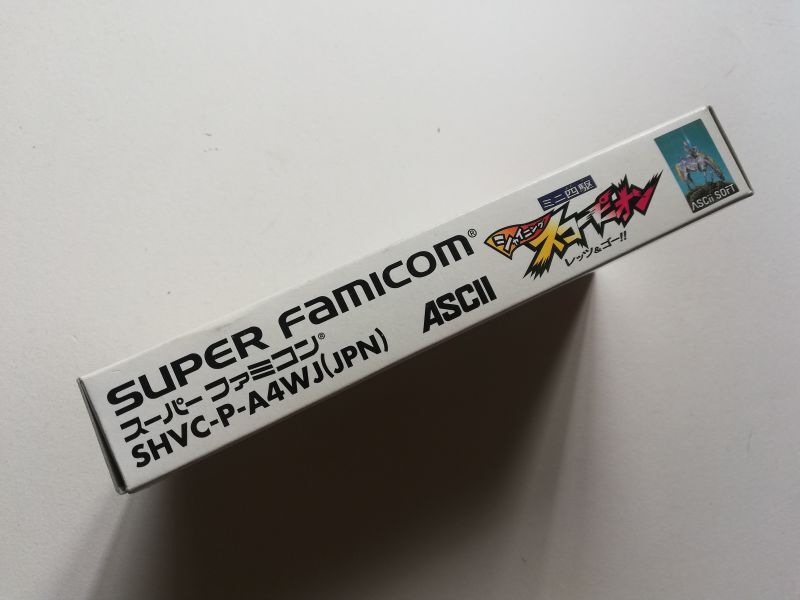 SUPER Famicom®
スーパー ファミコン®
SHVC-P-A4WJ(JPN)
ASCII
ミニ四駆
シャイニング
スコーピオン
レッツ&ゴー!!
ASCII SOFT